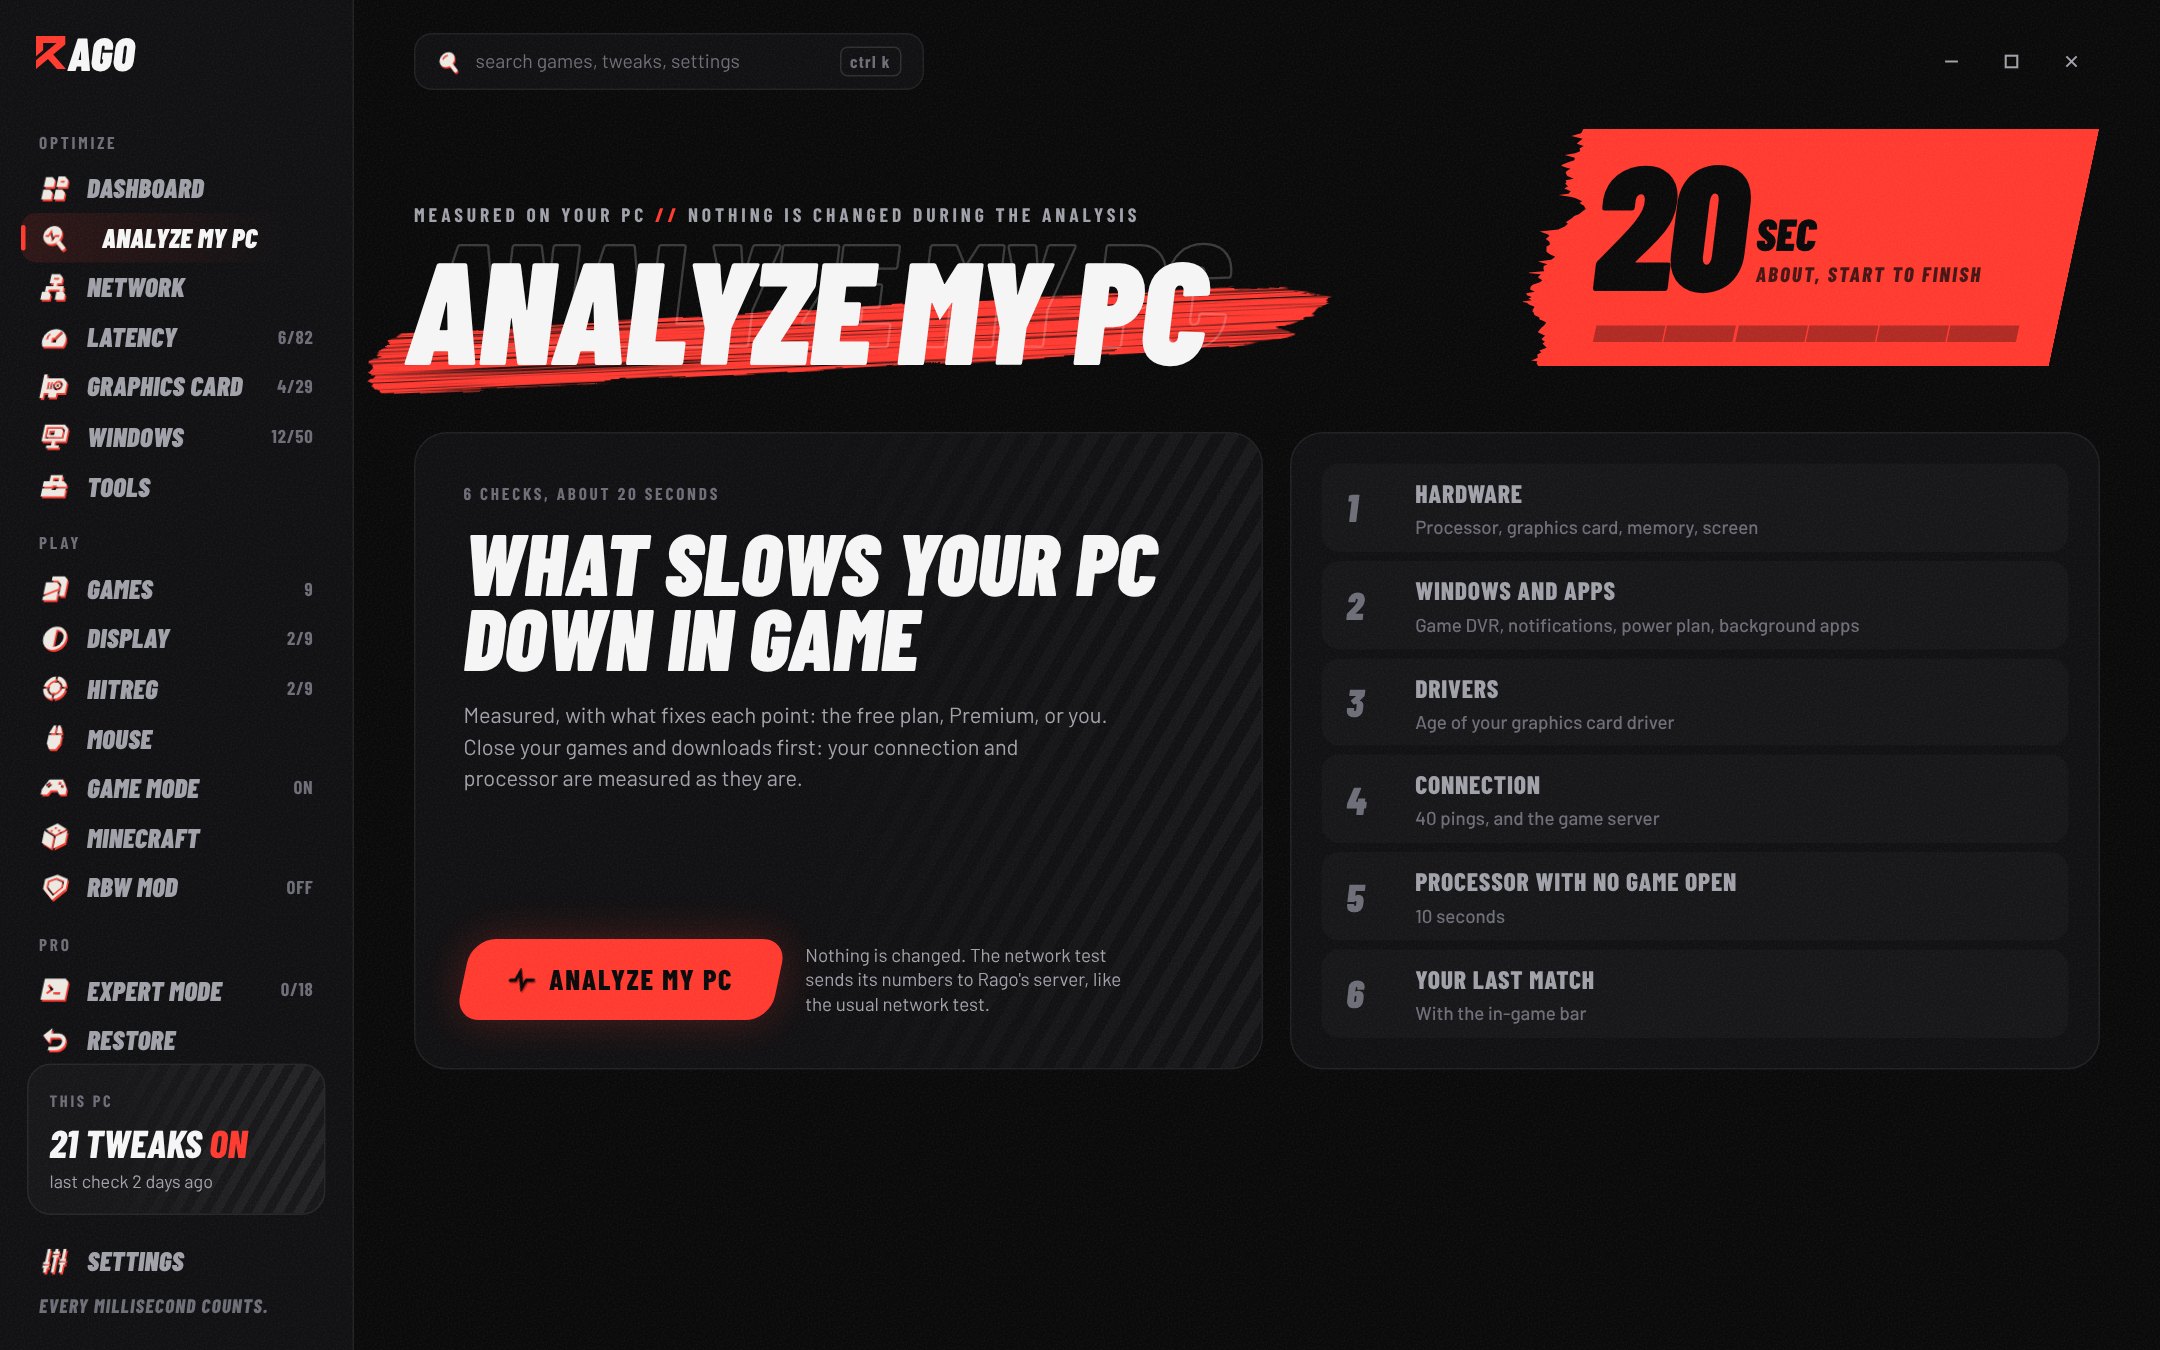 RAGO
search games, tweaks, settings
ctrl k
OPTIMIZE
DASHBOARD
ANALYZE MY PC
NETWORK
LATENCY 6/82
GRAPHICS CARD 4/29
WINDOWS 12/50
TOOLS
PLAY
GAMES 9
DISPLAY 2/9
HITREG 2/9
MOUSE
GAME MODE ON
MINECRAFT
RBW MOD OFF
PRO
EXPERT MODE 0/18
RESTORE
THIS PC
21 TWEAKS ON
last check 2 days ago
SETTINGS
EVERY MILLISECOND COUNTS.
MEASURED ON YOUR PC // NOTHING IS CHANGED DURING THE ANALYSIS
ANALYZE MY PC
20 SEC
ABOUT, START TO FINISH
6 CHECKS, ABOUT 20 SECONDS
WHAT SLOWS YOUR PC
DOWN IN GAME
Measured, with what fixes each point: the free plan, Premium, or you.
Close your games and downloads first: your connection and
processor are measured as they are.
ANALYZE MY PC
Nothing is changed. The network test
sends its numbers to Rago's server, like
the usual network test.
1 HARDWARE
Processor, graphics card, memory, screen
2 WINDOWS AND APPS
Game DVR, notifications, power plan, background apps
3 DRIVERS
Age of your graphics card driver
4 CONNECTION
40 pings, and the game server
5 PROCESSOR WITH NO GAME OPEN
10 seconds
6 YOUR LAST MATCH
With the in-game bar